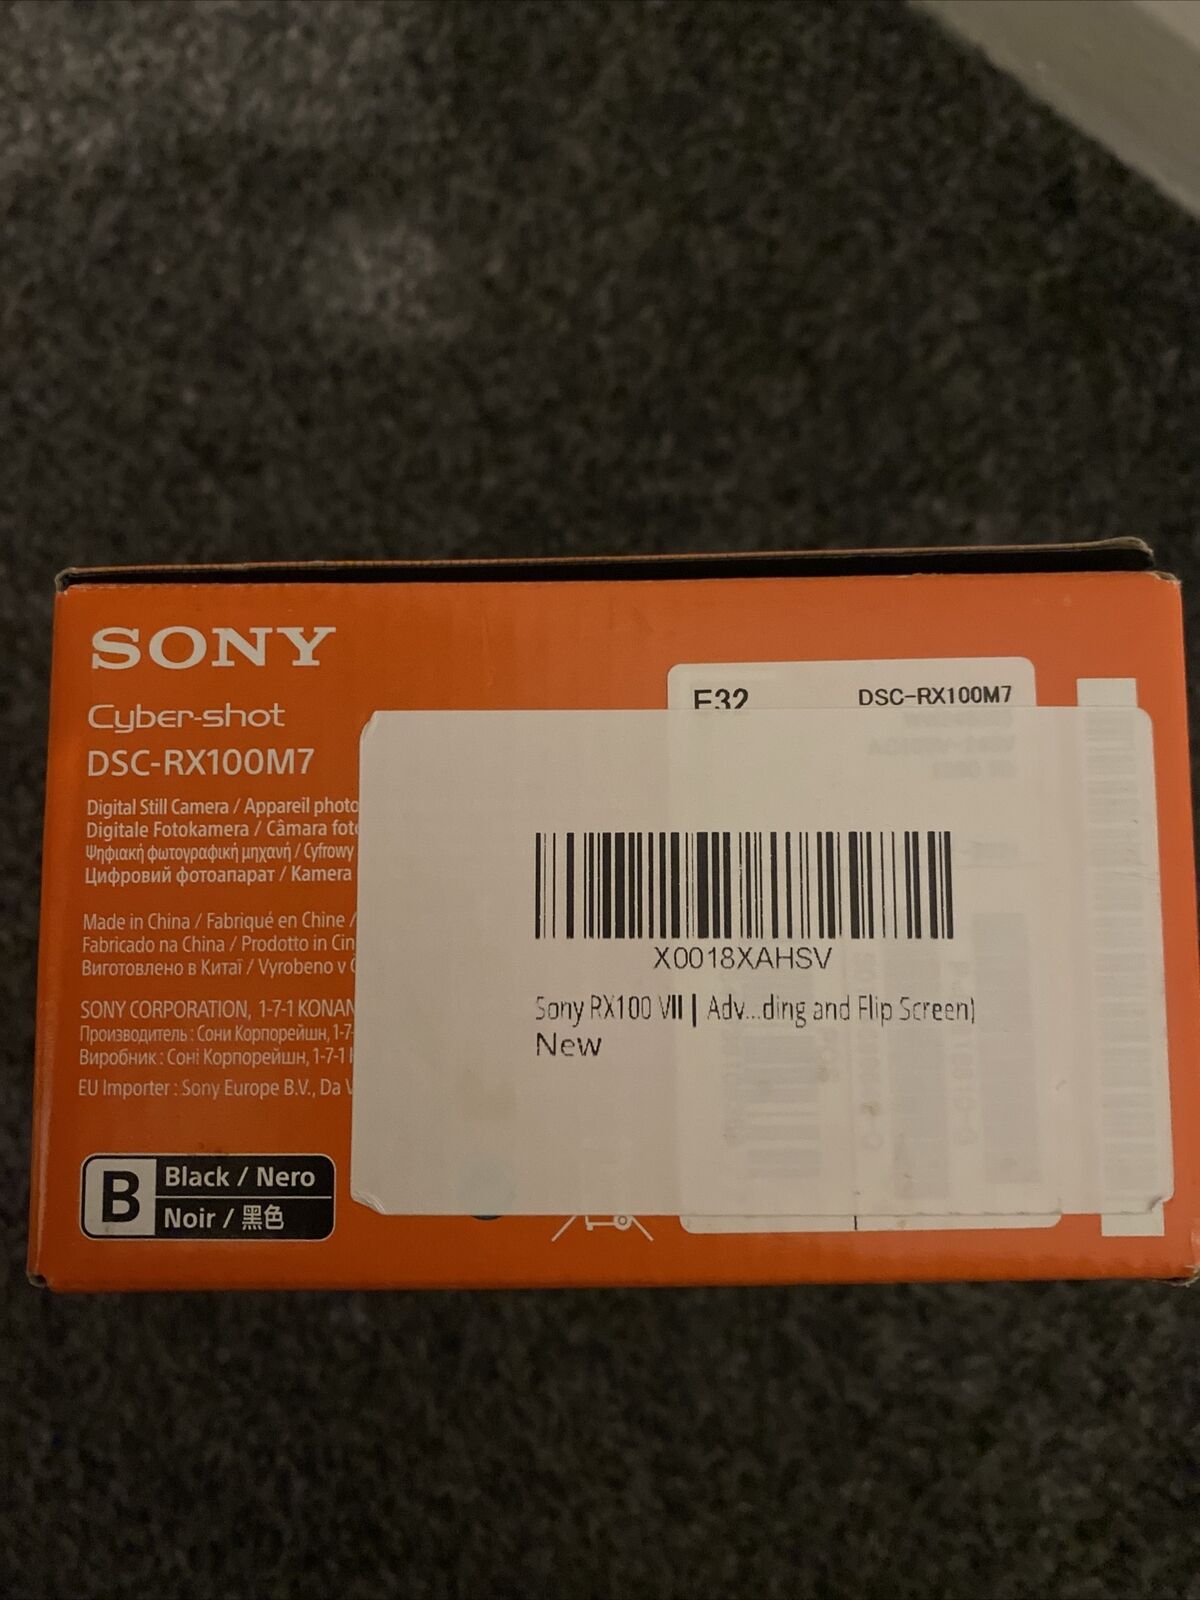 SONY
Cyber-shot
DSC-RX100M7
Digital Still Camera / Appareil photo
Digitale Fotokamera / Câmara foto
Ψηφιακή φωτογραφική μηχανή / Cyfrowy
Цифровий фотоапарат / Kamera
Made in China / Fabriqué en Chine /
Fabricado na China / Prodotto in Cin
Виготовлено в Китаї / Vyrobeno v
SONY CORPORATION, 1-7-1 KONAN
Производитель : Сони Корпорейшн, 1-7-
Виробник : Соні Корпорейшн, 1-7-1
EU Importer : Sony Europe B.V., Da
B
Black / Nero
Noir / 黑色
E32
DSC-RX100M7
X0018XAHSV
Sony RX100 VII | Adv...ding and Flip Screen)
New